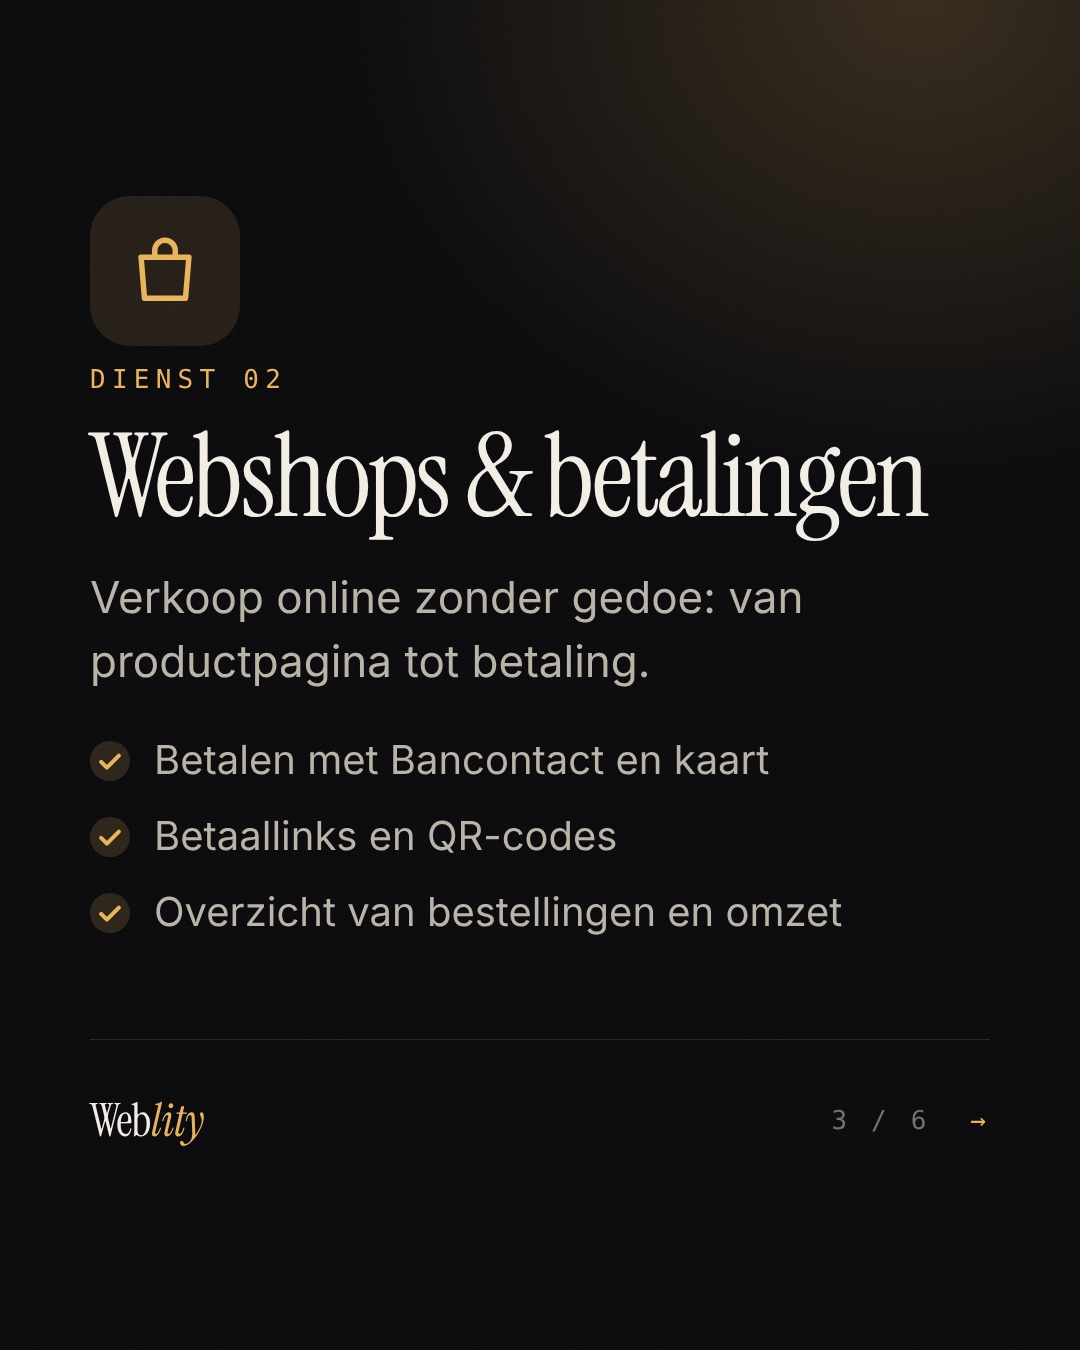 DIENST 02
Webshops & betalingen
Verkoop online zonder gedoe: van
productpagina tot betaling.
Betalen met Bancontact en kaart
Betaallinks en QR-codes
Overzicht van bestellingen en omzet
Weblity
3 / 6 →